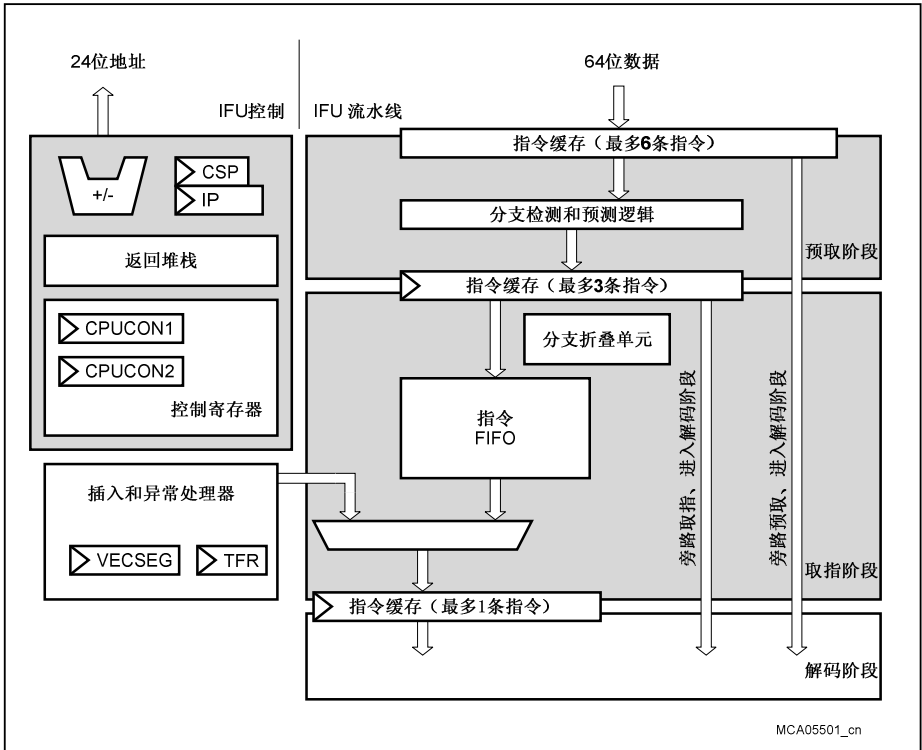 24位地址
64位数据
IFU控制
IFU 流水线
指令缓存（最多6条指令）
CSP
IP
+/-
分支检测和预测逻辑
返回堆栈
预取阶段
指令缓存（最多3条指令）
CPUCON1
分支折叠单元
CPUCON2
控制寄存器
指令
FIFO
旁路取指、进入解码阶段
旁路预取、进入解码阶段
插入和异常处理器
VECSEG
TFR
取指阶段
指令缓存（最多1条指令）
解码阶段
MCA05501_cn